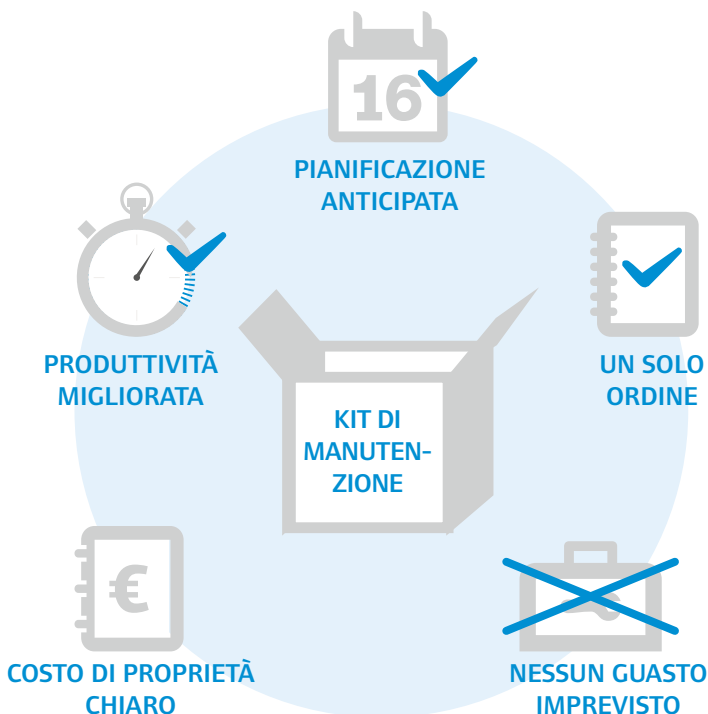 16
PIANIFICAZIONE
ANTICIPATA
PRODUTTIVITÀ
MIGLIORATA
UN SOLO
ORDINE
KIT DI
MANUTEN-
ZIONE
€
COSTO DI PROPRIETÀ
CHIARO
NESSUN GUASTO
IMPREVISTO